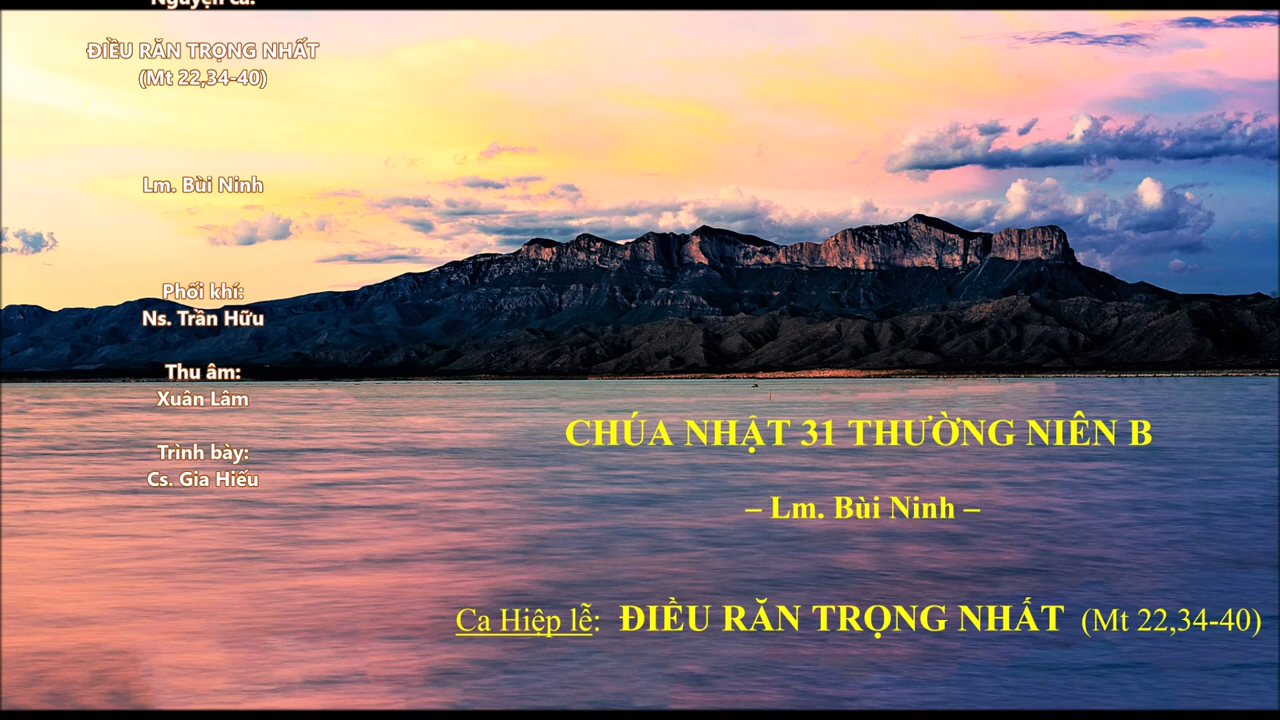 Nguyện ca:
ĐIỀU RĂN TRỌNG NHẤT
(Mt 22,34-40)
Lm. Bùi Ninh
Phối khí:
Ns. Trần Hữu
Thu âm:
Xuân Lâm
Trình bày:
Cs. Gia Hiếu
CHÚA NHẬT 31 THƯỜNG NIÊN B
– Lm. Bùi Ninh –
Ca Hiệp lễ: ĐIỀU RĂN TRỌNG NHẤT (Mt 22,34-40)